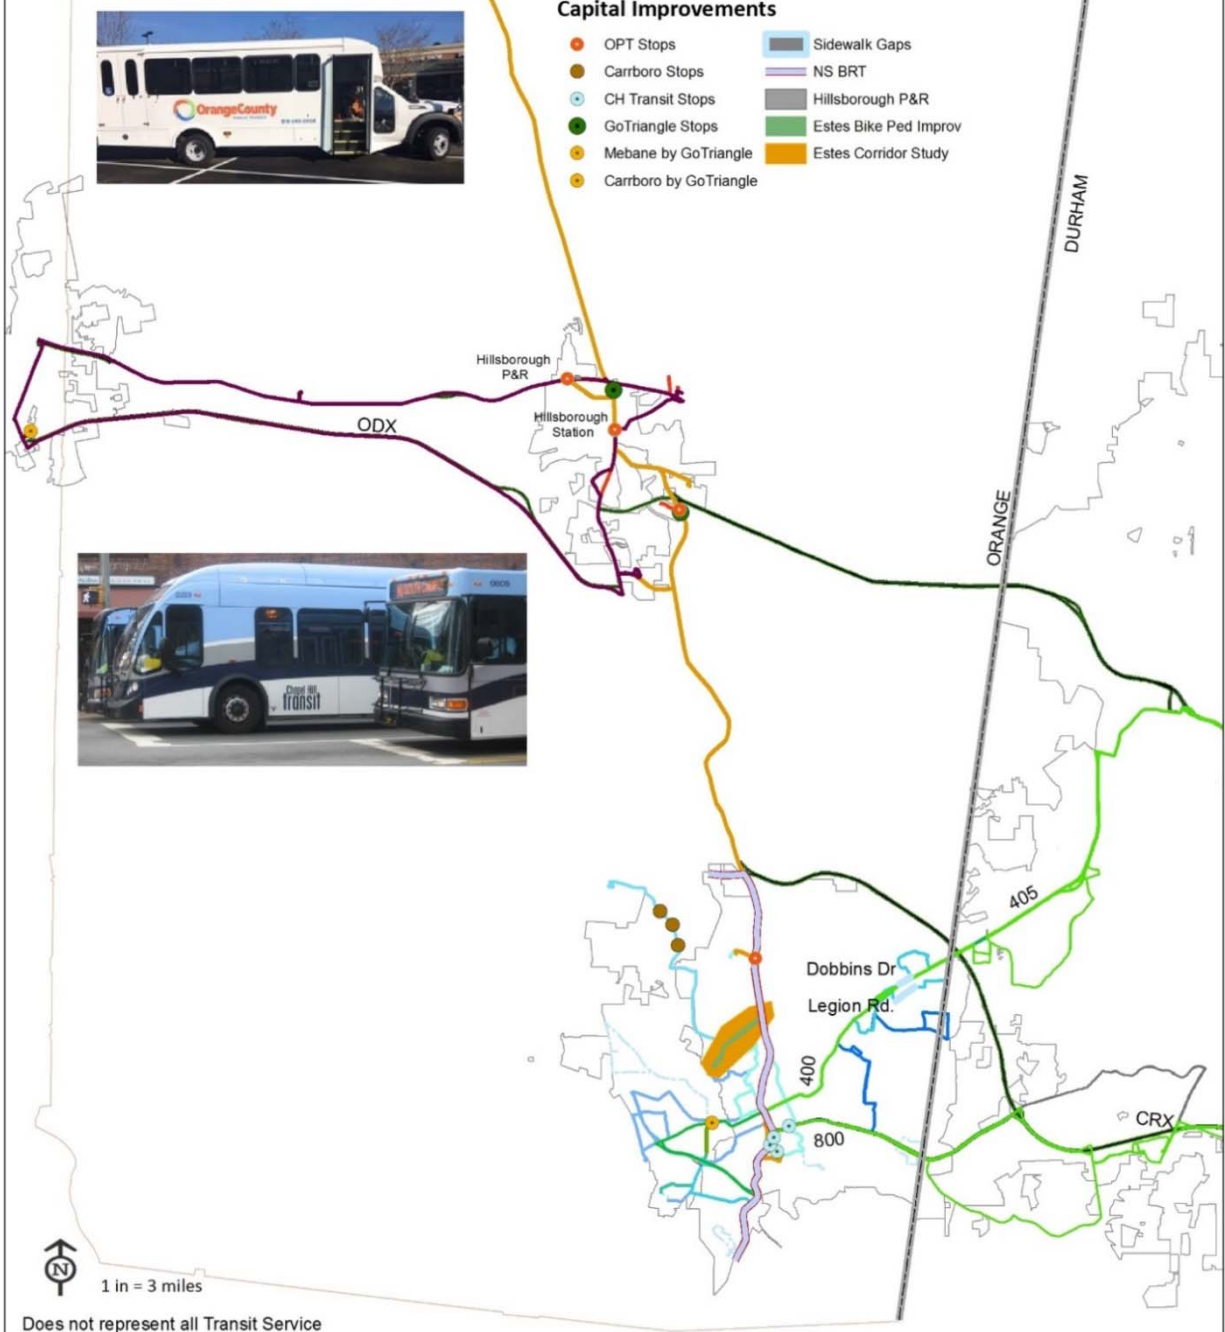 Capital Improvements
OPT Stops
Carrboro Stops
CH Transit Stops
GoTriangle Stops
Mebane by GoTriangle
Carrboro by GoTriangle
Sidewalk Gaps
NS BRT
Hillsborough P&R
Estes Bike Ped Improv
Estes Corridor Study
OrangeCounty
DURHAM
Hillsborough
P&R
Hillsborough
Station
ODX
ORANGE
Chapel Hill
transit
0609
405
Dobbins Dr
Legion Rd.
400
800
CRX
N
1 in = 3 miles
Does not represent all Transit Service